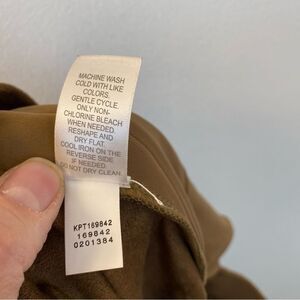 MACHINE WASH
COLD WITH LIKE
COLORS.
GENTLE CYCLE.
ONLY NON-
CHLORINE BLEACH
WHEN NEEDED.
RESHAPE AND
DRY FLAT.
COOL IRON ON THE
REVERSE SIDE
IF NEEDED.
DO NOT DRY CLEAN
KPT169842
169842
0201384